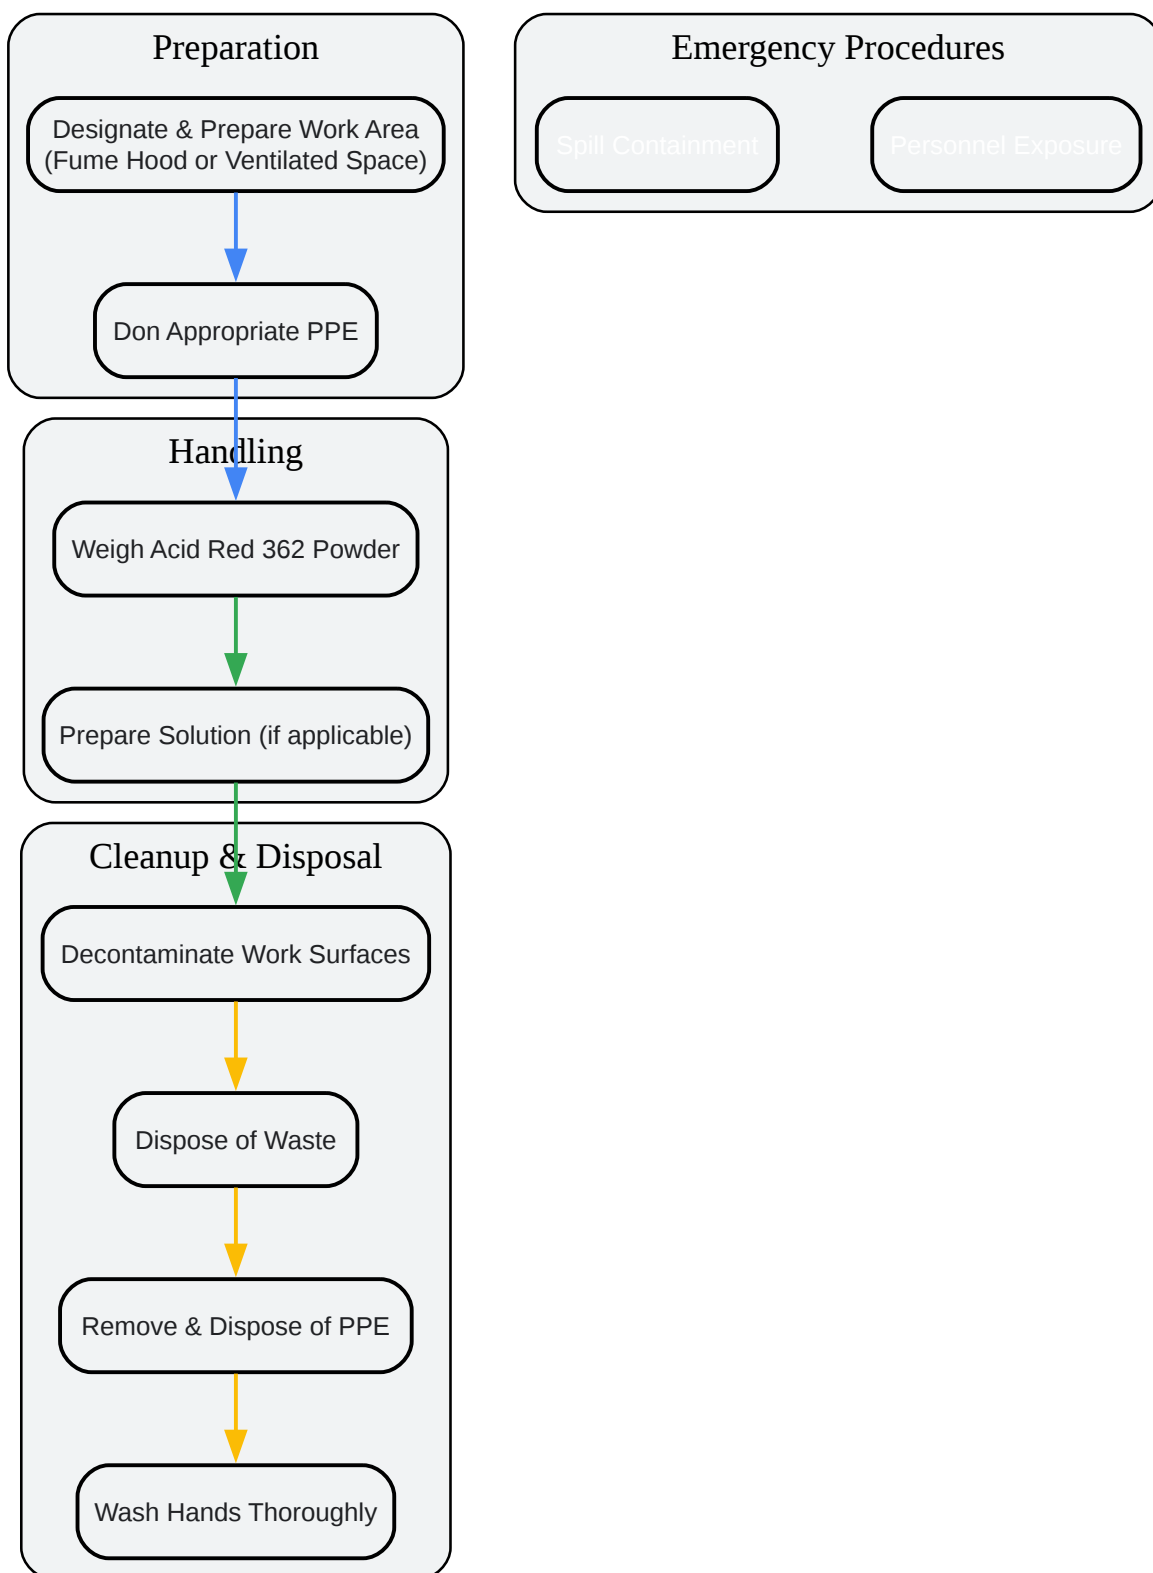 Preparation
Designate & Prepare Work Area
(Fume Hood or Ventilated Space)
Don Appropriate PPE
Handling
Weigh Acid Red 362 Powder
Prepare Solution (if applicable)
Cleanup & Disposal
Decontaminate Work Surfaces
Dispose of Waste
Remove & Dispose of PPE
Wash Hands Thoroughly
Emergency Procedures
Spill Containment
Personnel Exposure